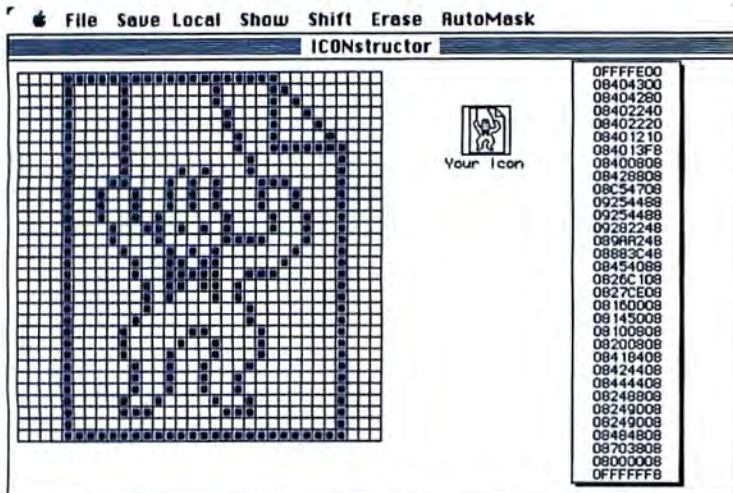 File Save Local Show Shift Erase AutoMask
ICONstructor
Your Icon
0FFFFE00
08404300
08404280
08402240
08402220
08401210
084013F8
08400808
08428808
08C54708
09254488
09254488
09282248
089AA248
08883C48
08454088
0826C108
0827CE08
08160008
08145008
08100808
08200808
08418408
08424408
08444408
08248808
08249008
08249008
08484808
08703808
08000008
0FFFFFF8